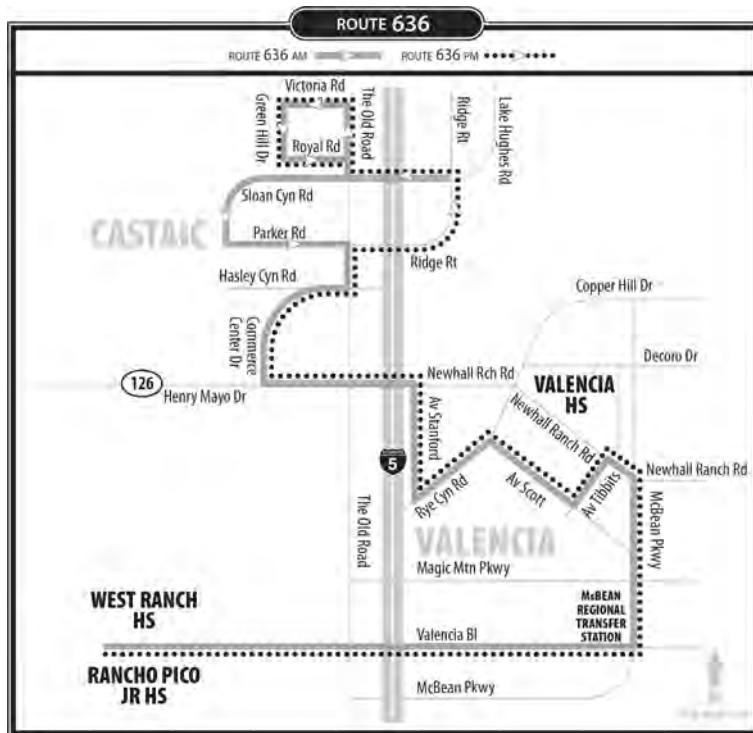 ROUTE 636
ROUTE 636 AM
ROUTE 636 PM
Victoria Rd
Green Hill Dr
The Old Road
Ridge Rt
Lake Hughes Rd
Royal Rd
Sloan Cyn Rd
CASTAIC
Parker Rd
Ridge Rt
Hasley Cyn Rd
Copper Hill Dr
Commerce
Center Dr
Decoro Dr
126
Henry Mayo Dr
Newhall Rch Rd
VALENCIA
HS
Newhall Ranch Rd
Av Stanford
5
Newhall Ranch Rd
Rye Cyn Rd
Av Scott
Av Tibbits
McBean Pkwy
The Old Road
VALENCIA
Magic Mtn Pkwy
WEST RANCH
HS
McBEAN
REGIONAL
TRANSFER
STATION
Valencia Bl
RANCHO PICO
JR HS
McBean Pkwy